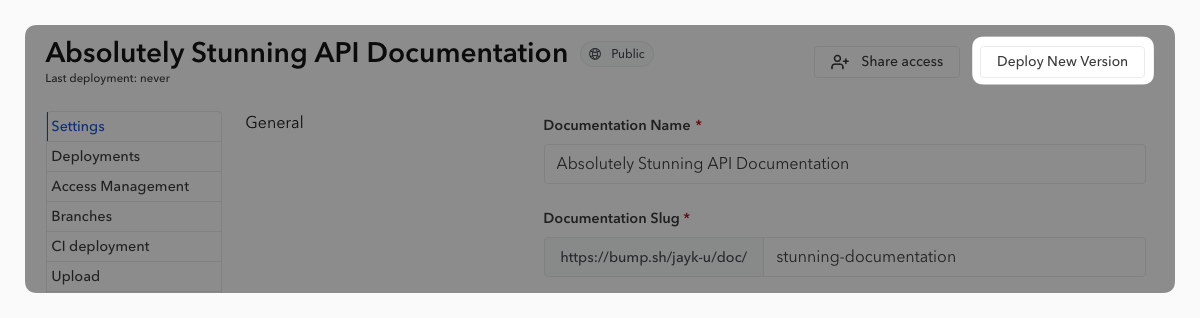 Absolutely Stunning API Documentation Public
Last deployment: never
Share access
Deploy New Version
Settings
Deployments
Access Management
Branches
CI deployment
Upload
General
Documentation Name *
Absolutely Stunning API Documentation
Documentation Slug *
https://bump.sh/jayk-u/doc/ stunning-documentation